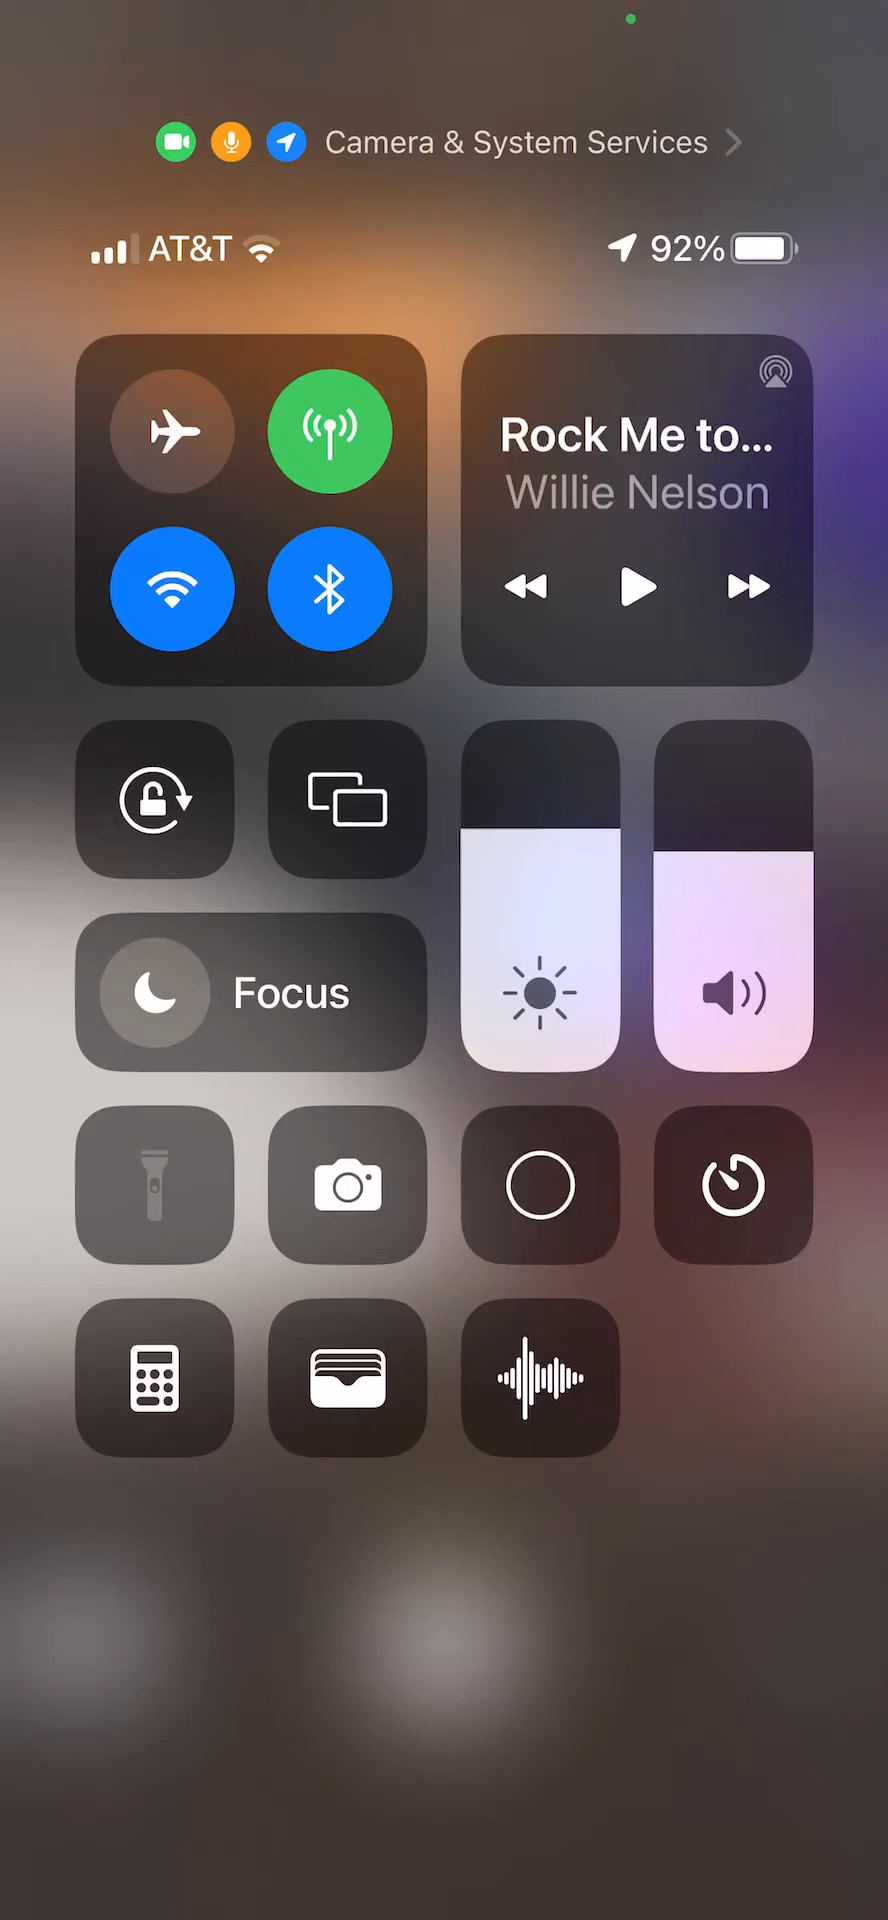 Camera & System Services
AT&T 92%
Rock Me to...
Willie Nelson
Focus